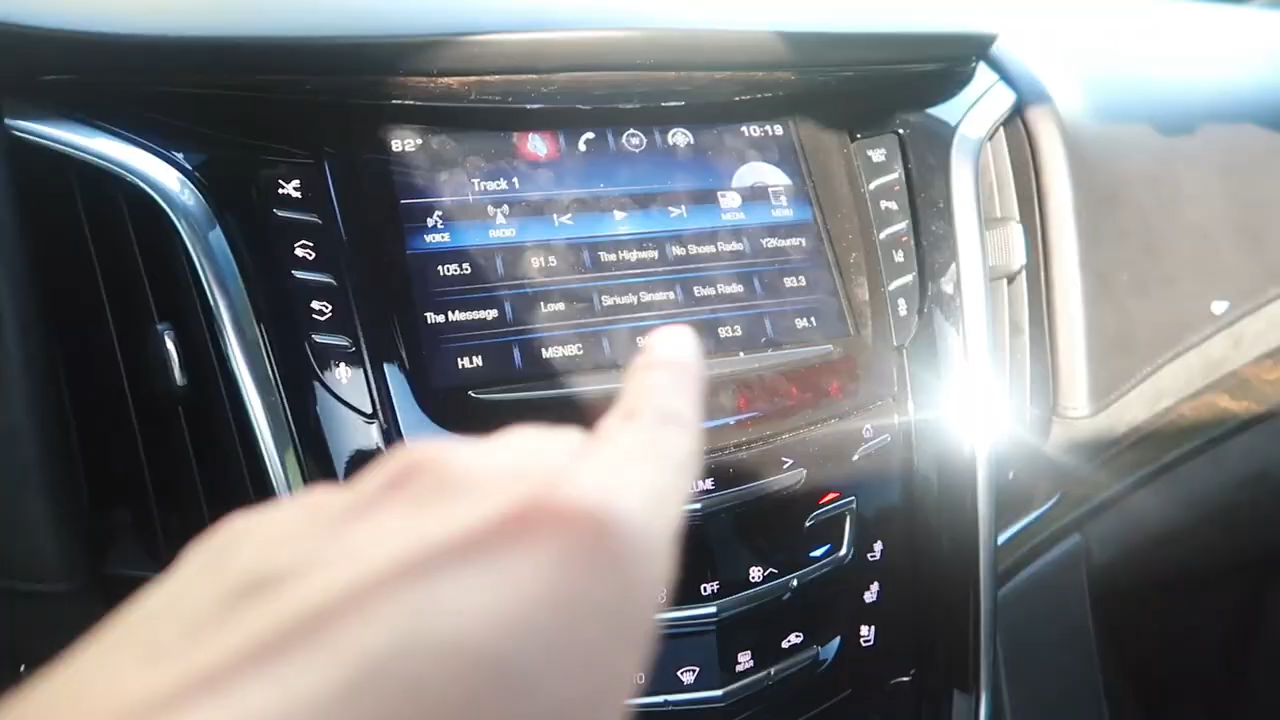 82° W 10:19
Track 1
VOICE RADIO MEDIA MENU
105.5 91.5 The Highway No Shoes Radio Y2Kountry
The Message Love Siriusly Sinatra Elvis Radio 93.3
HLN MSNBC 93.3 94.1
OFF
REAR